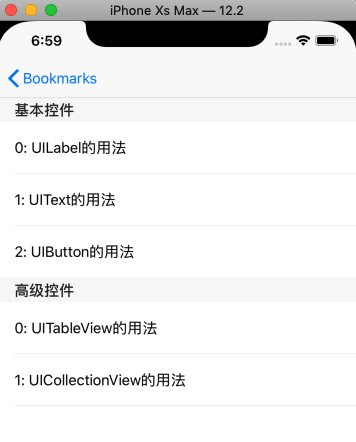 iPhone Xs Max — 12.2
6:59
Bookmarks
基本控件
0: UILabel的用法
1: UIText的用法
2: UIButton的用法
高级控件
0: UITableView的用法
1: UICollectionView的用法